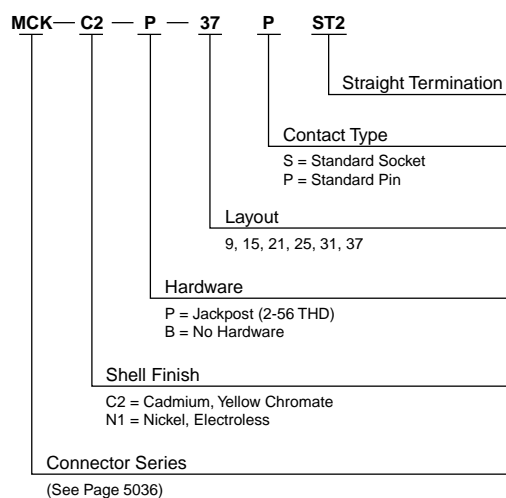 MCK — C2 — P — 37 P ST2
Straight Termination
Contact Type
S = Standard Socket
P = Standard Pin
Layout
9, 15, 21, 25, 31, 37
Hardware
P = Jackpost (2-56 THD)
B = No Hardware
Shell Finish
C2 = Cadmium, Yellow Chromate
N1 = Nickel, Electroless
Connector Series
(See Page 5036)